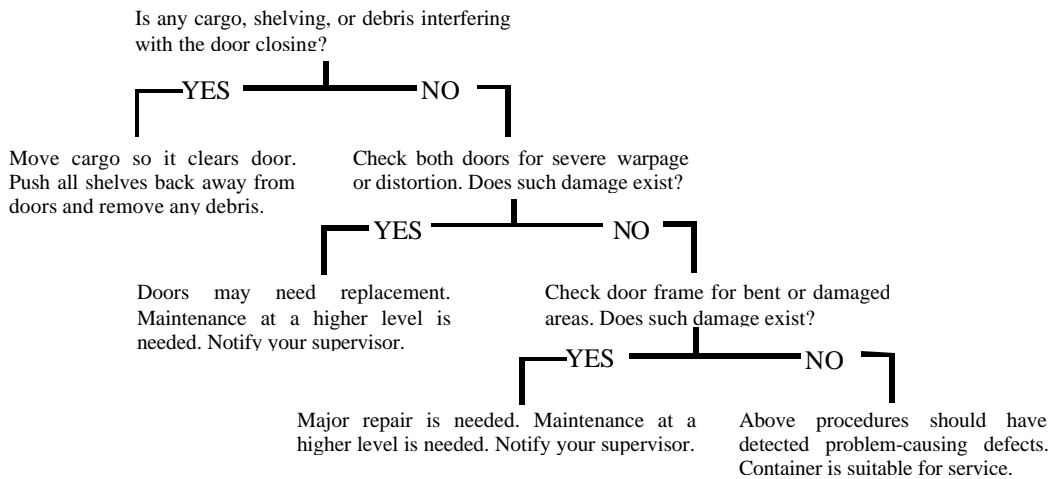 Is any cargo, shelving, or debris interfering
with the door closing?
YES NO
Move cargo so it clears door.
Push all shelves back away from
doors and remove any debris.
Check both doors for severe warpage
or distortion. Does such damage exist?
YES NO
Doors may need replacement.
Maintenance at a higher level is
needed. Notify your supervisor.
Check door frame for bent or damaged
areas. Does such damage exist?
YES NO
Major repair is needed. Maintenance at a
higher level is needed. Notify your supervisor.
Above procedures should have
detected problem-causing defects.
Container is suitable for service.